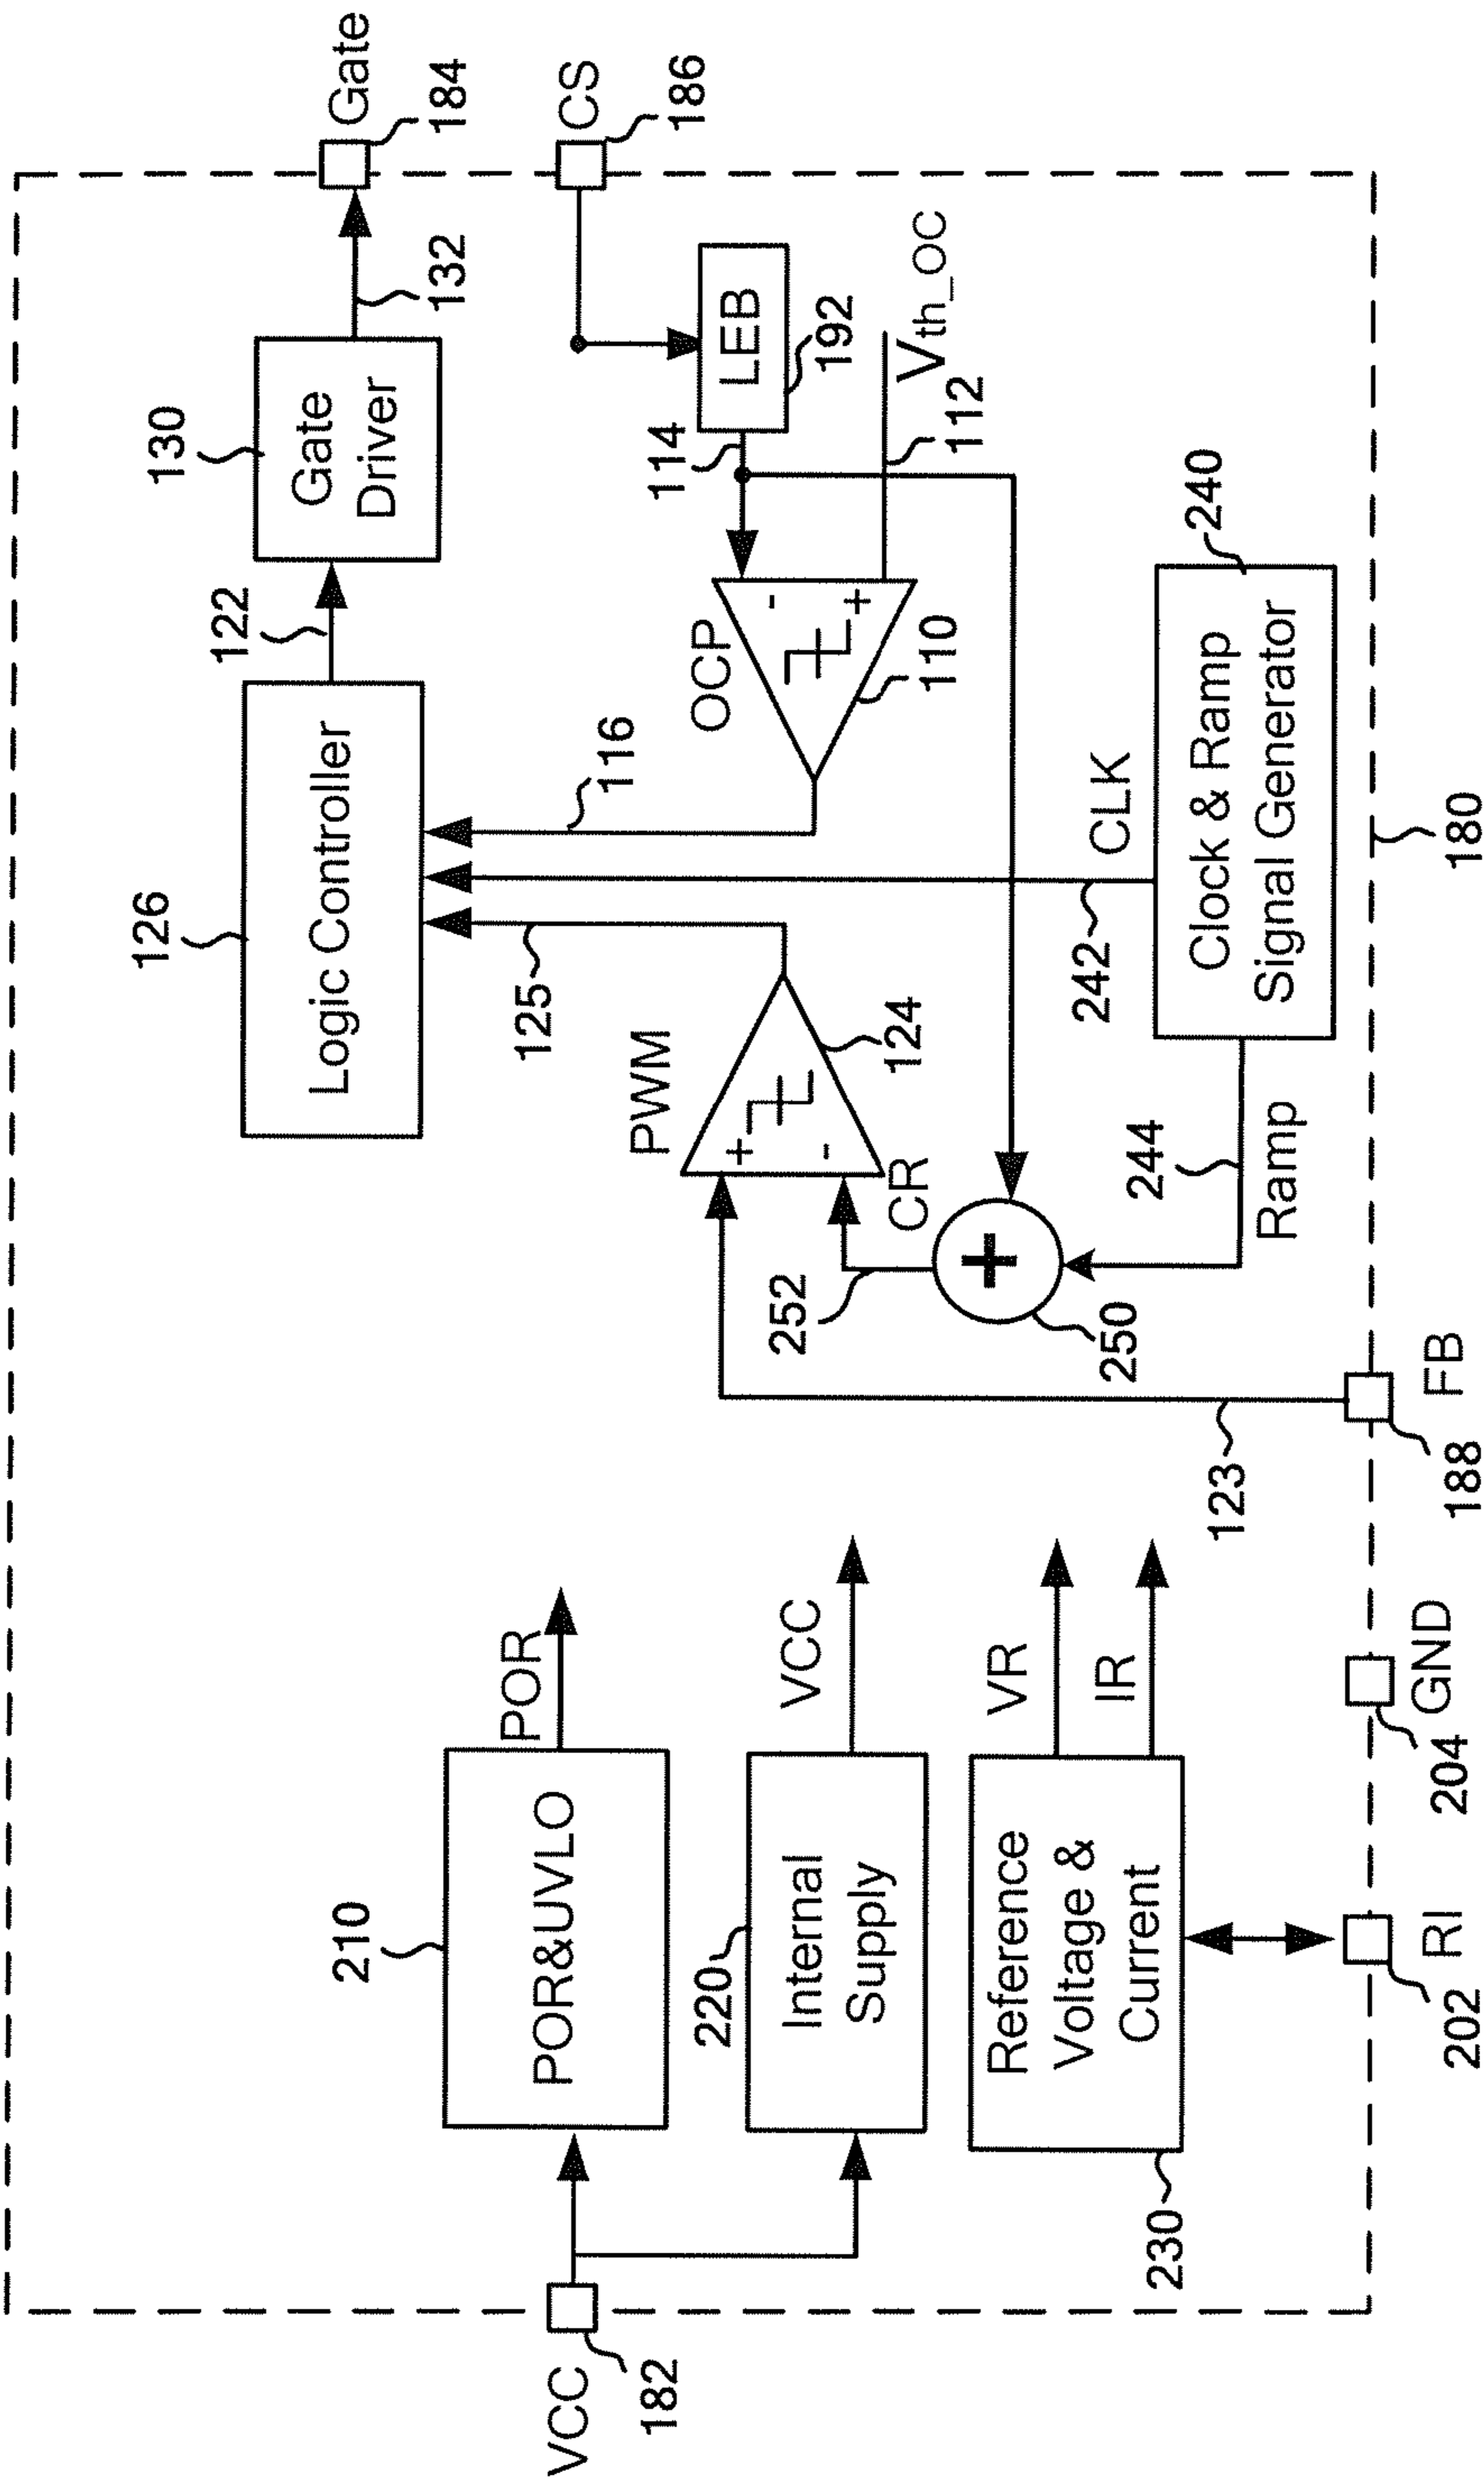 126
Logic Controller
122
130
Gate
Driver
132
Gate
184
CS
186
LEB
192
114
V_th_OC
112
OCP
-
+
110
116
125
PWM
+
-
124
CR
252
+
250
CLK
242
240
Clock & Ramp
Signal Generator
244
Ramp
123
188
FB
180
210
POR&UVLO
POR
220
Internal
Supply
VCC
Reference
Voltage &
Current
230
VR
IR
VCC
182
202
RI
204
GND